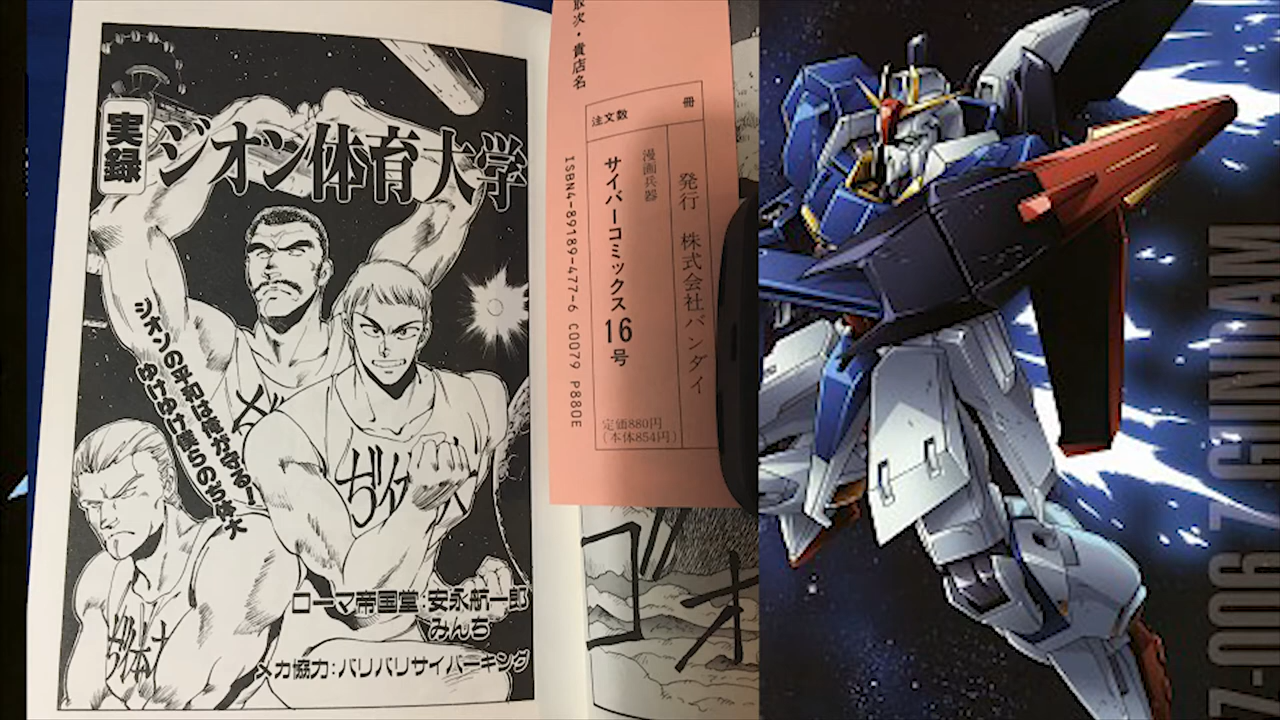 実録
ジオン体育大学
ジオンの平和は俺が守る!
ゆけゆけ僕らのぢ体大
ローマ帝国堂:安永航一郎
みんち
メカ協力:バリバリサイバーキング
取次・貴店名
注文数
冊
発行 株式会社バンダイ
漫画兵器
サイバーコミックス16号
定価880円
(本体854円)
ISBN4-89189-477-6 C0079 P880E
Z GUNDAM